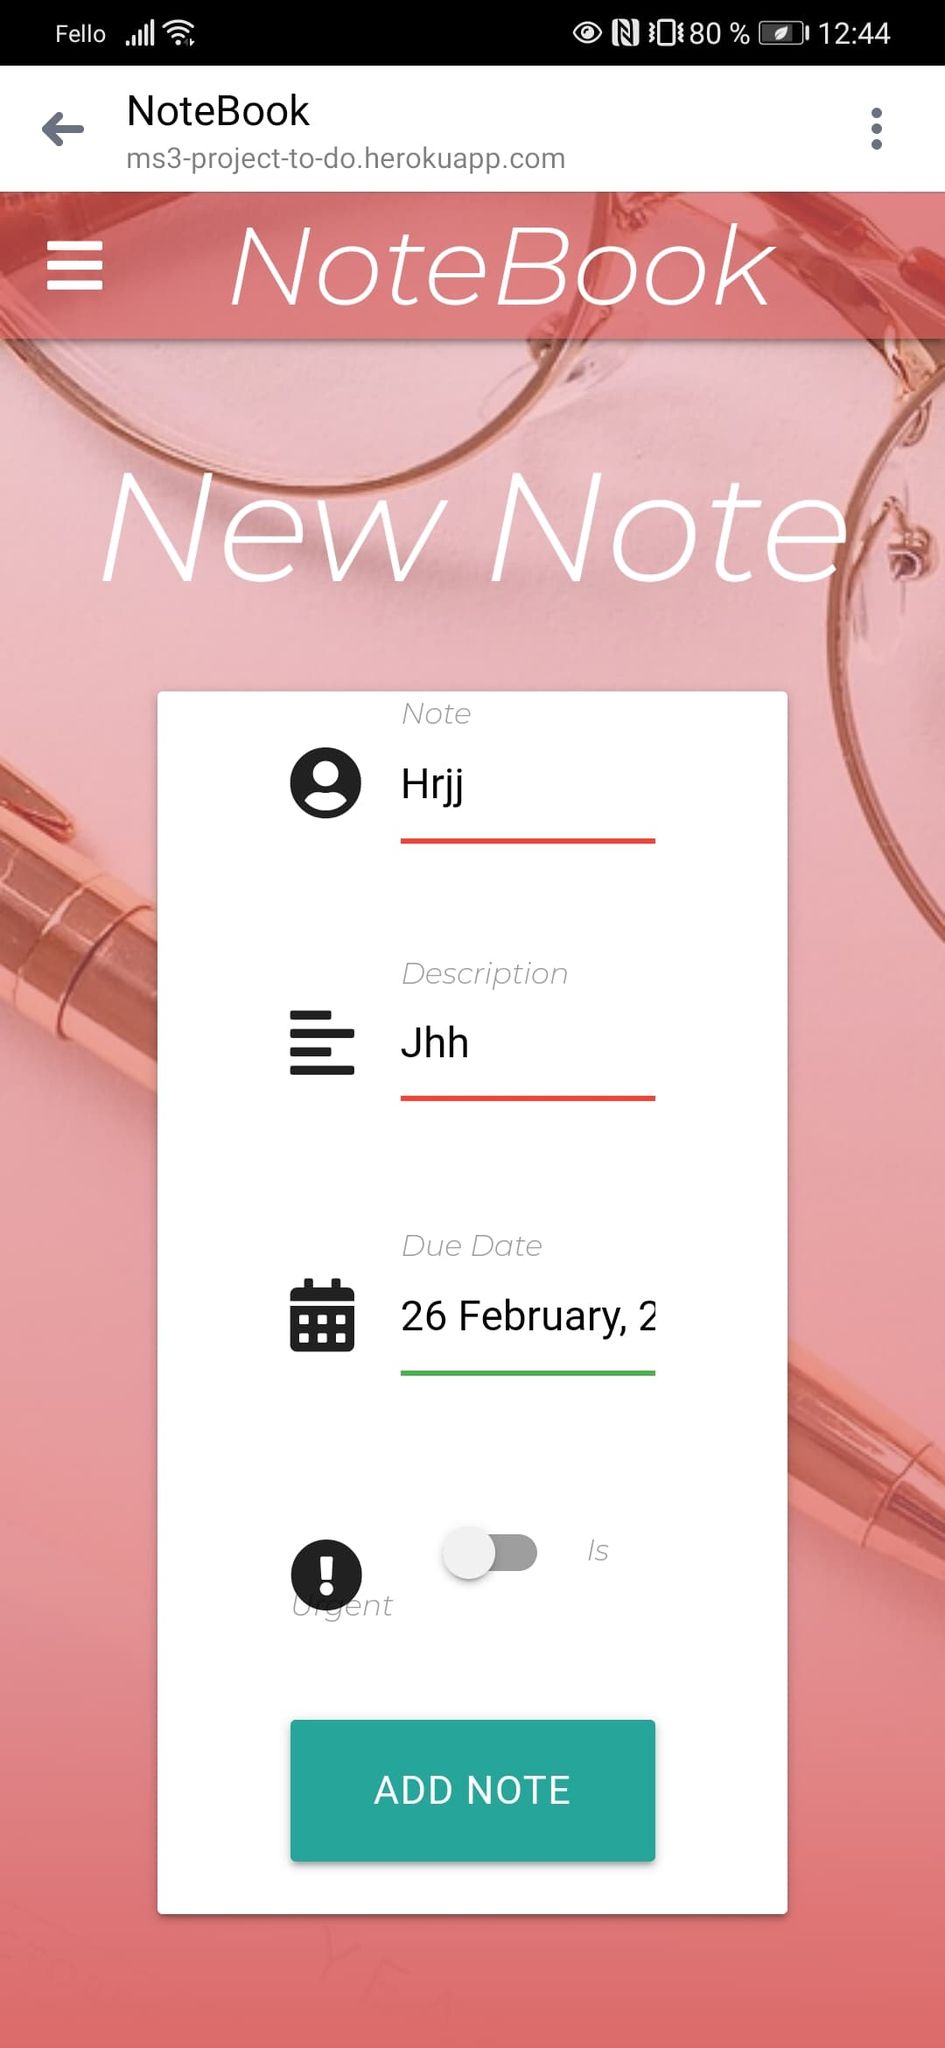 Fello 80 % 12:44
NoteBook
ms3-project-to-do.herokuapp.com
NoteBook
New Note
Note
Hrjj
Description
Jhh
Due Date
26 February, 2
Is
Urgent
ADD NOTE